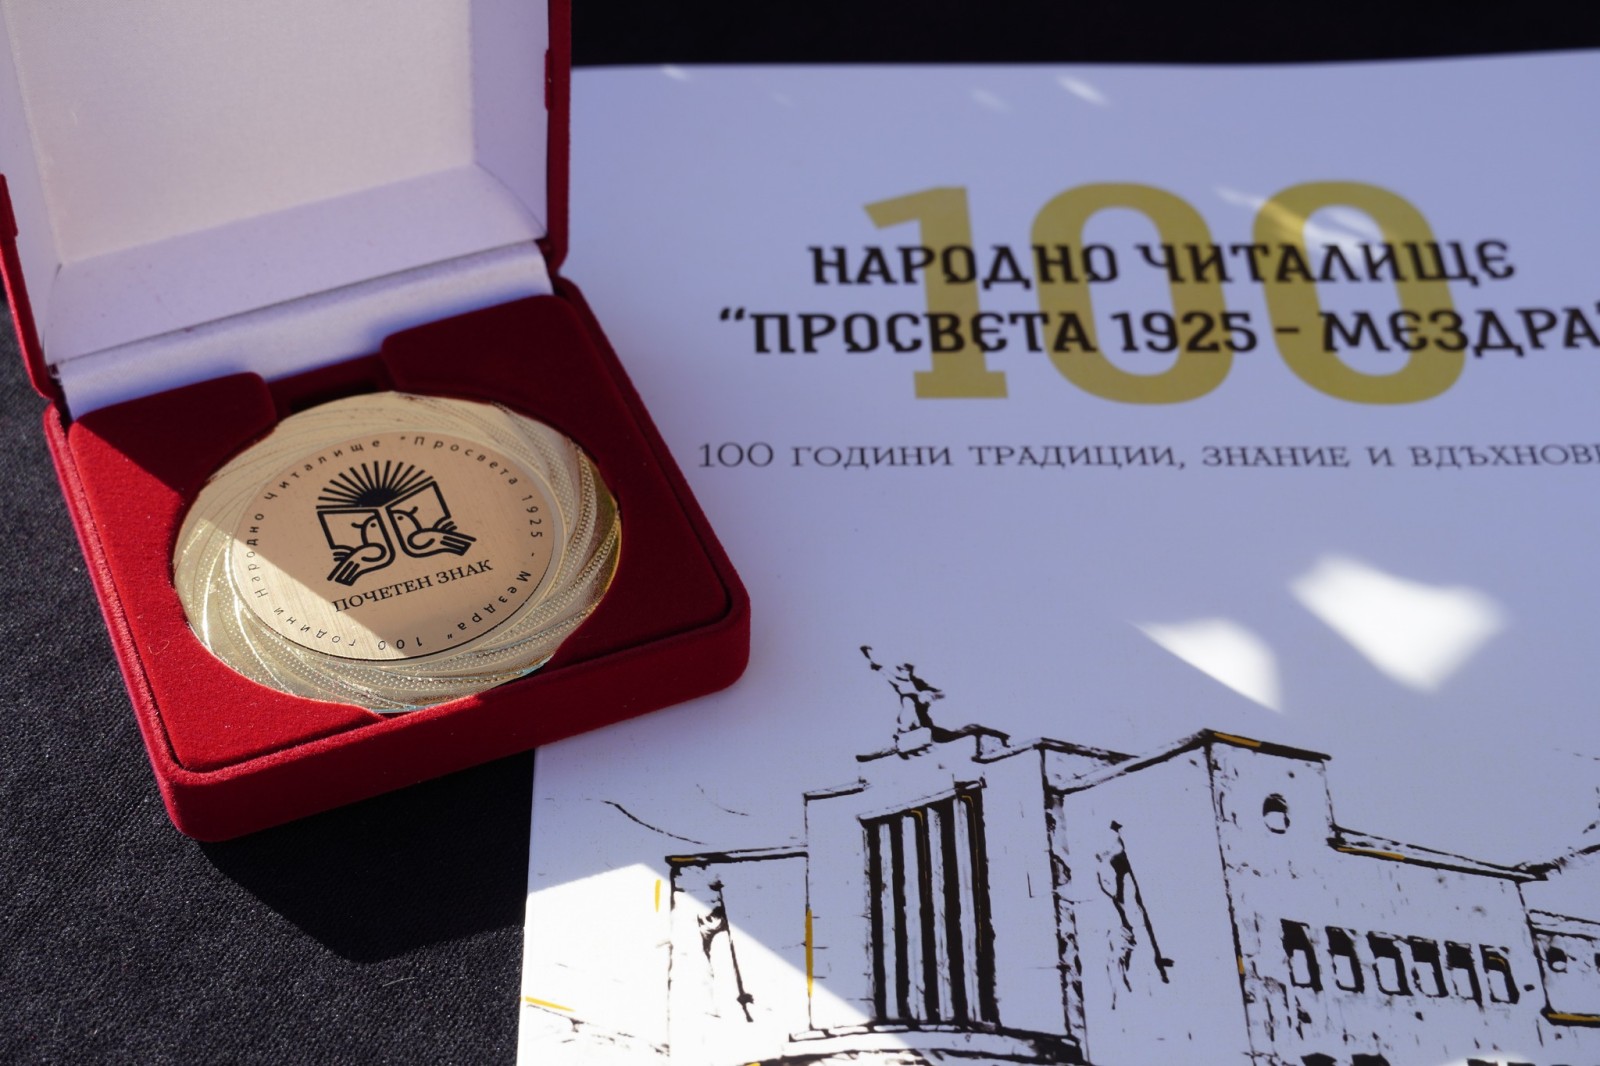 100
НАРОДНО ЧИТАЛИЩЕ
“ПРОСВЕТА 1925 - МЕЗДРА”
100 ГОДИНИ ТРАДИЦИИ, ЗНАНИЕ И
Народно Читалище "Просвета 1925 - Мездра" 100 години
ПОЧЕТЕН ЗНАК